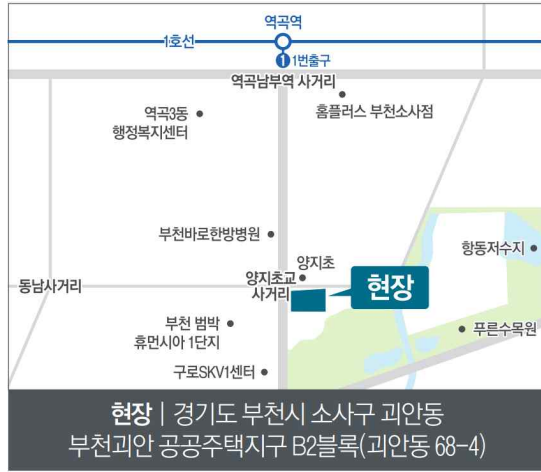 역곡역
1호선
1 1번출구
역곡남부역 사거리
홈플러스 부천소사점
역곡3동
행정복지센터
부천바로한방병원
양지초
항동저수지
동남사거리
양지초교
사거리
현장
부천 범박
휴먼시아 1단지
푸른수목원
구로SKV1센터
현장 | 경기도 부천시 소사구 괴안동
부천괴안 공공주택지구 B2블록(괴안동 68-4)